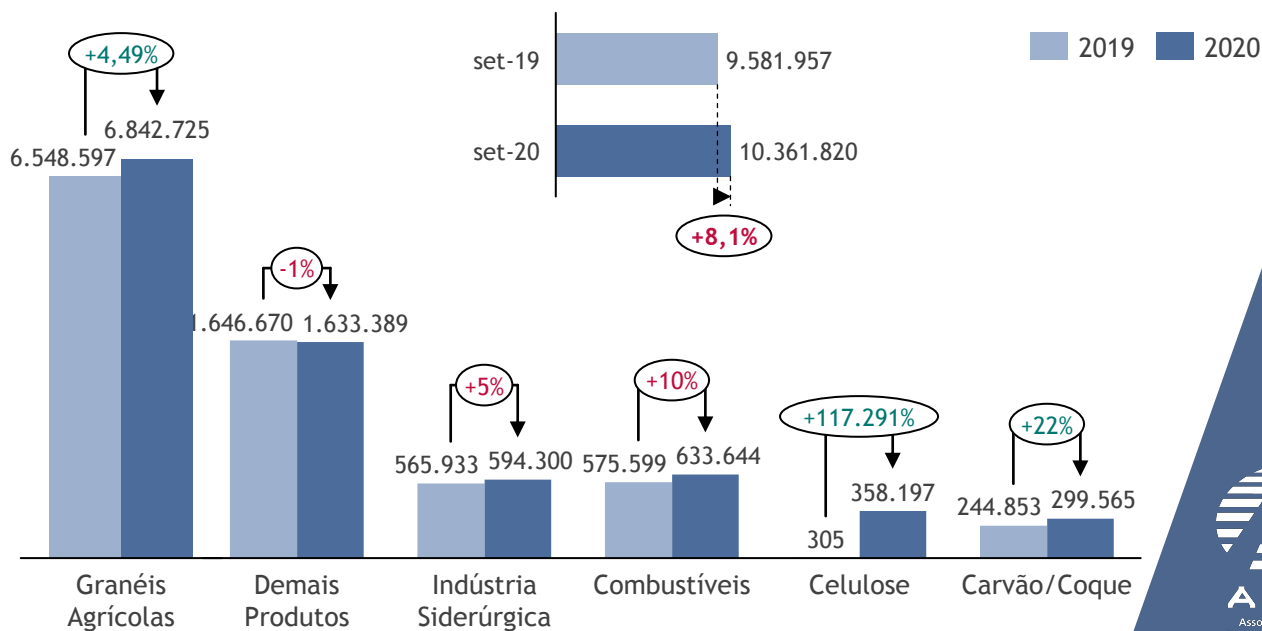 2019 2020
set-19 9.581.957
set-20 10.361.820
+8,1%
+4,49%
6.548.597 6.842.725
-1%
1.646.670 1.633.389
+5%
565.933 594.300
+10%
575.599 633.644
+117.291%
305 358.197
+22%
244.853 299.565
Granéis
Agrícolas
Demais
Produtos
Indústria
Siderúrgica
Combustíveis
Celulose
Carvão/Coque
A
Asso